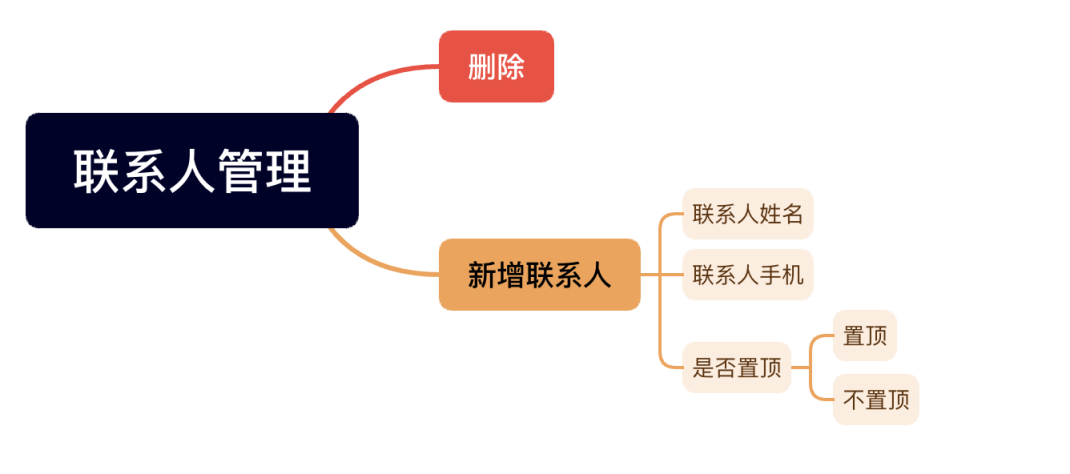 联系人管理
删除
新增联系人
联系人姓名
联系人手机
是否置顶
置顶
不置顶